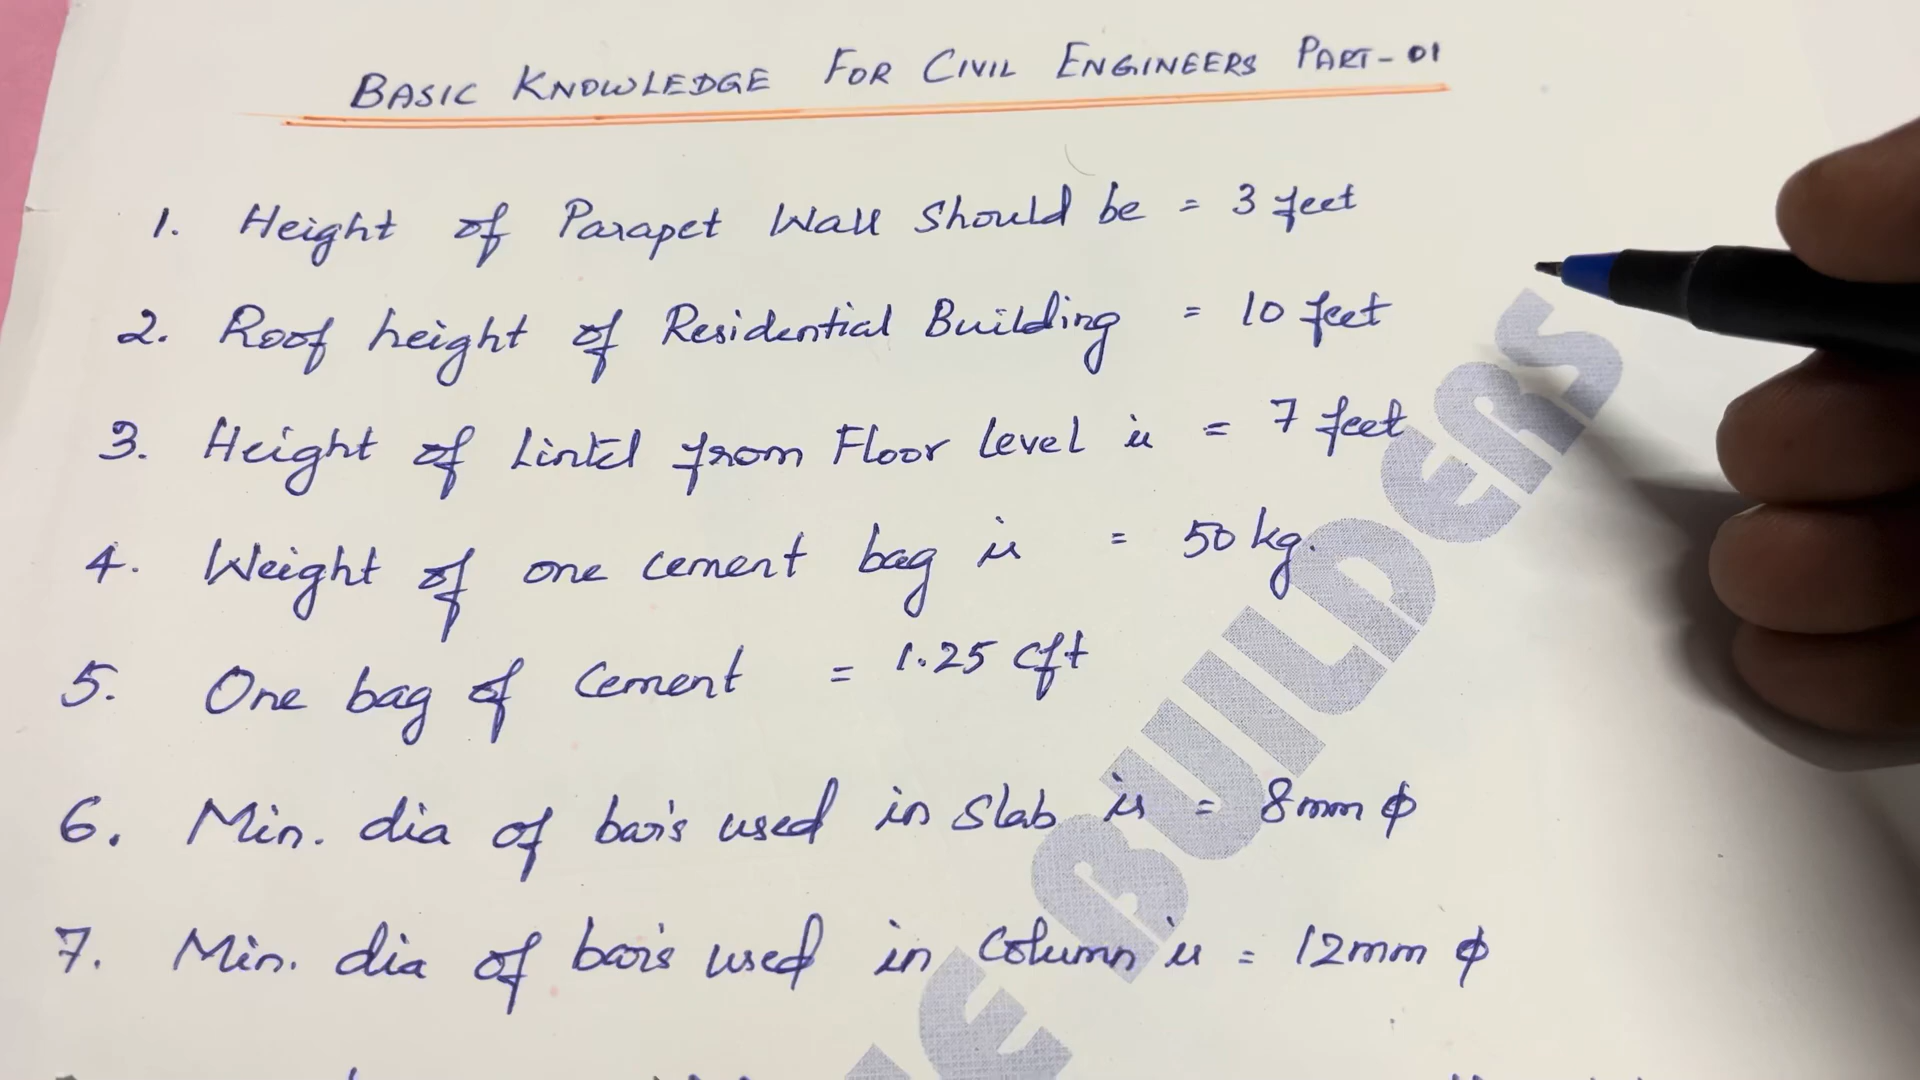 BASIC KNOWLEDGE FOR CIVIL ENGINEERS PART-01
1. Height of Parapet Wall Should be = 3 feet
2. Roof height of Residential Building = 10 feet
3. Height of Lintel from Floor level is = 7 feet
4. Weight of one cement bag is = 50 kg.
5. One bag of Cement = 1.25 cft
6. Min. dia of bars used in Slab is = 8mm ϕ
7. Min. dia of bars used in Column is = 12mm ϕ
BUILDERS